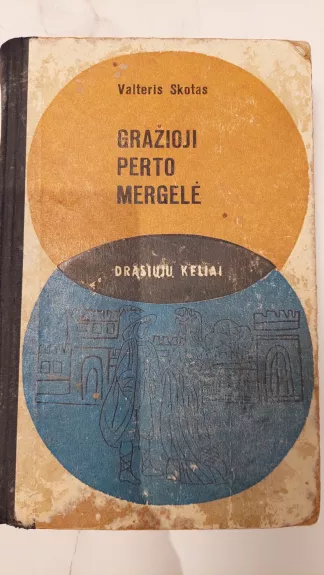 Valteris Skotas
GRAŽIOJI
PERTO
MERGELĖ
DRĄSIŲJŲ KELIAI